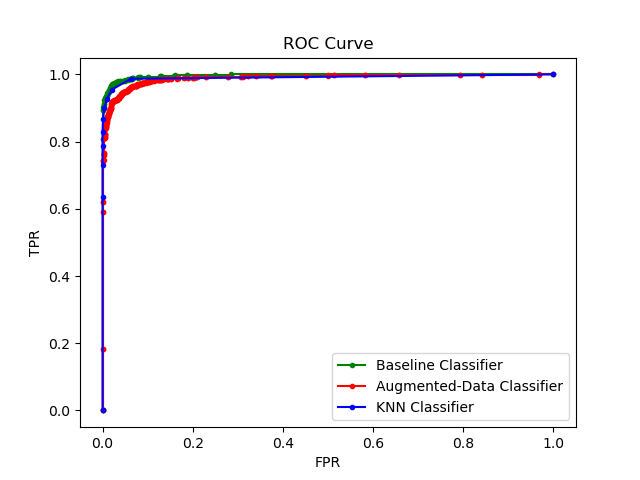 ROC Curve
1.0
0.8
0.6
0.4
0.2
0.0
TPR
Baseline Classifier
Augmented-Data Classifier
KNN Classifier
0.0 0.2 0.4 0.6 0.8 1.0
FPR